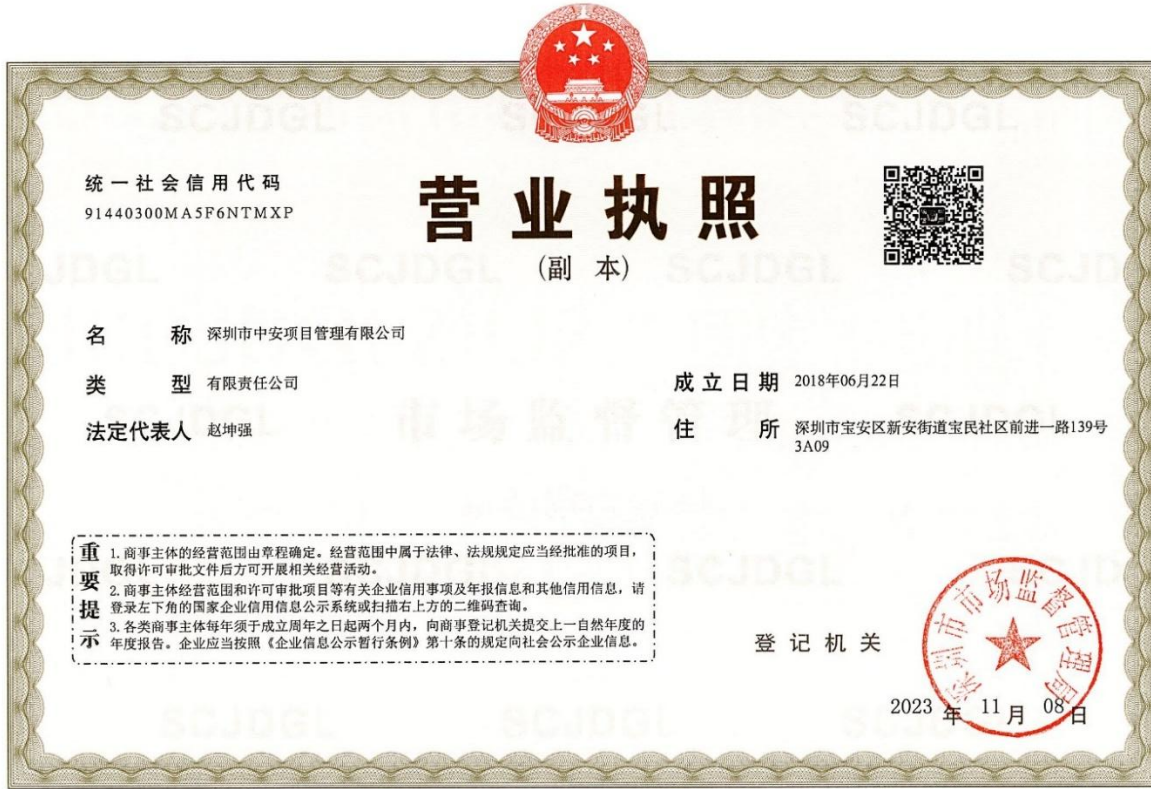 统一社会信用代码
91440300MA5F6NTMXP
营业执照
(副 本)
名 称 深圳市中安项目管理有限公司
类 型 有限责任公司
法定代表人 赵坤强
成立日期 2018年06月22日
住 所 深圳市宝安区新安街道宝民社区前进一路139号
3A09
重要提示
1. 商事主体的经营范围由章程确定。经营范围中属于法律、法规规定应当经批准的项目，
取得许可审批文件后方可开展相关经营活动。
2. 商事主体经营范围和许可审批项目等有关企业信用事项及年报信息和其他信用信息，请
登录左下角的国家企业信用信息公示系统或扫描右上方的二维码查询。
3. 各类商事主体每年须于成立周年之日起两个月内，向商事登记机关提交上一自然年度的
年度报告。企业应当按照《企业信息公示暂行条例》第十条的规定向社会公示企业信息。
登记机关
深圳市市场监督管理局
2023 年 11 月 08 日
SCJDGL
市场监督管理